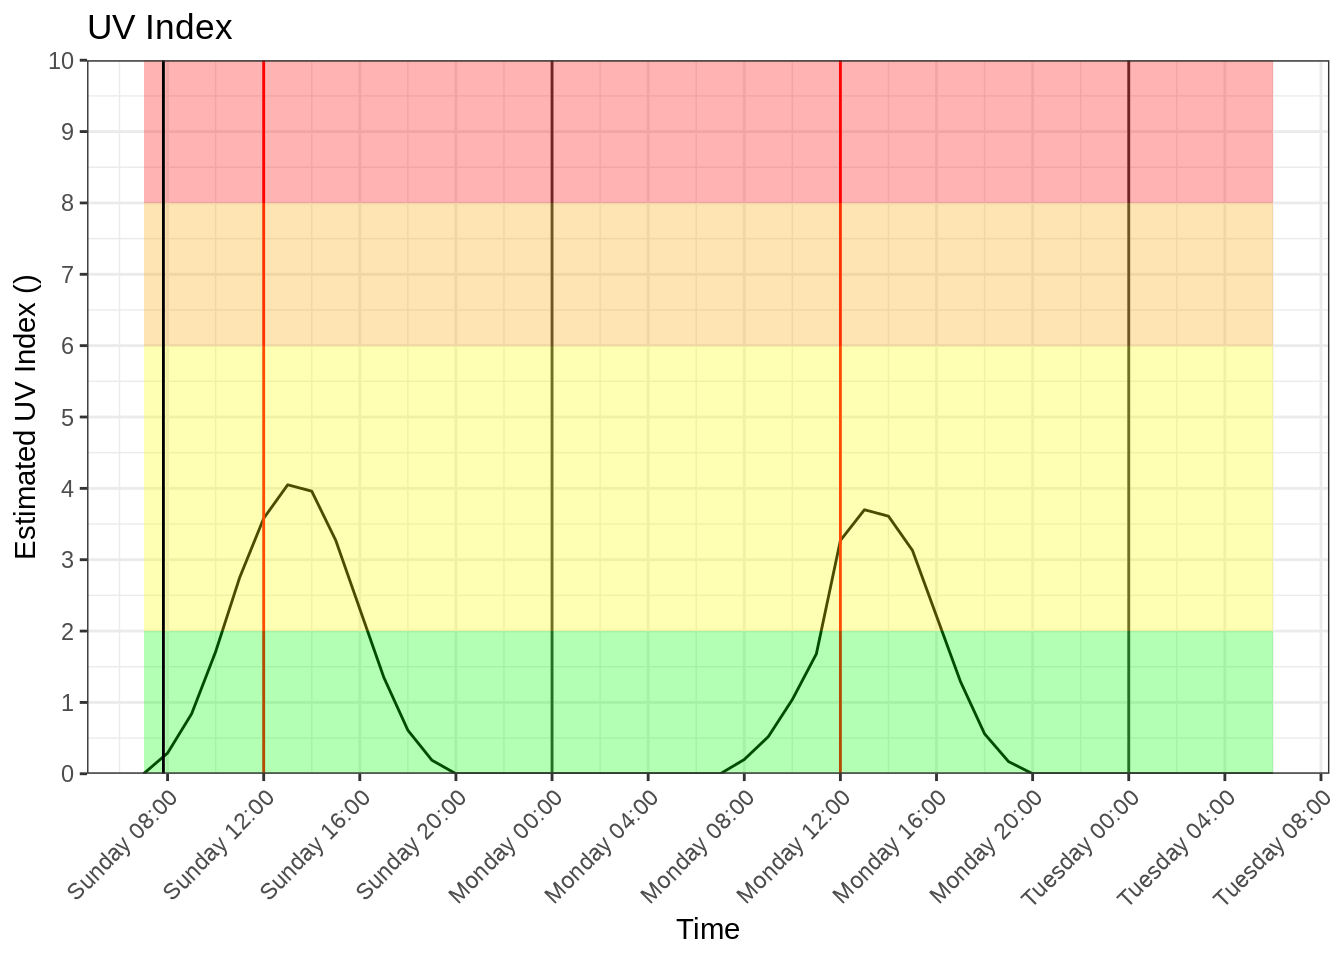 UV Index
Estimated UV Index ()
10
9
8
7
6
5
4
3
2
1
0
Sunday 08:00
Sunday 12:00
Sunday 16:00
Sunday 20:00
Monday 00:00
Monday 04:00
Monday 08:00
Monday 12:00
Monday 16:00
Monday 20:00
Tuesday 00:00
Tuesday 04:00
Tuesday 08:00
Time